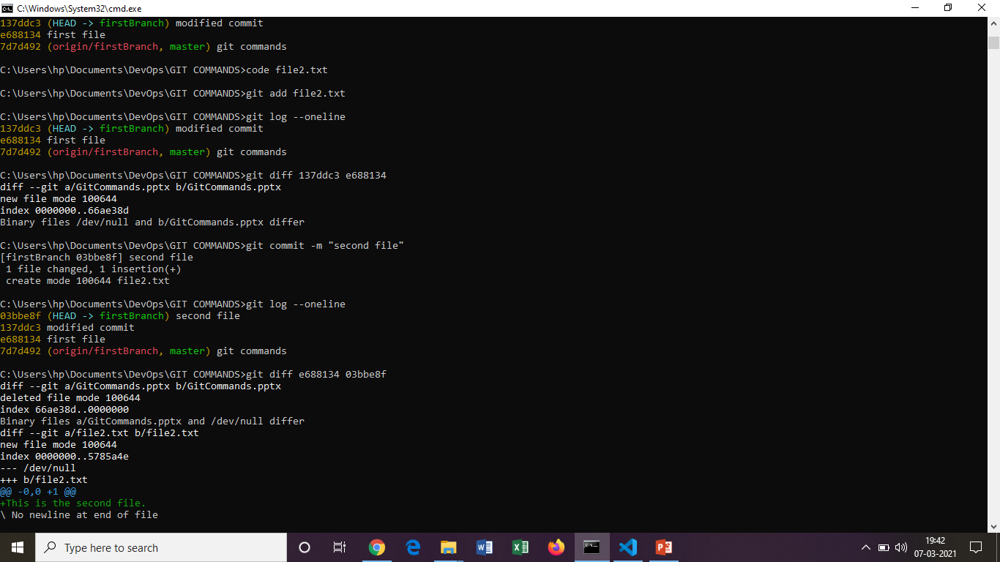 C:\Windows\System32\cmd.exe
137ddc3 (HEAD -> firstBranch) modified commit
e688134 first file
7d7d492 (origin/firstBranch, master) git commands
C:\Users\hp\Documents\DevOps\GIT COMMANDS>code file2.txt
C:\Users\hp\Documents\DevOps\GIT COMMANDS>git add file2.txt
C:\Users\hp\Documents\DevOps\GIT COMMANDS>git log --oneline
137ddc3 (HEAD -> firstBranch) modified commit
e688134 first file
7d7d492 (origin/firstBranch, master) git commands
C:\Users\hp\Documents\DevOps\GIT COMMANDS>git diff 137ddc3 e688134
diff --git a/GitCommands.pptx b/GitCommands.pptx
new file mode 100644
index 0000000..66ae38d
Binary files /dev/null and b/GitCommands.pptx differ
C:\Users\hp\Documents\DevOps\GIT COMMANDS>git commit -m "second file"
[firstBranch 03bbe8f] second file
 1 file changed, 1 insertion(+)
 create mode 100644 file2.txt
C:\Users\hp\Documents\DevOps\GIT COMMANDS>git log --oneline
03bbe8f (HEAD -> firstBranch) second file
137ddc3 modified commit
e688134 first file
7d7d492 (origin/firstBranch, master) git commands
C:\Users\hp\Documents\DevOps\GIT COMMANDS>git diff e688134 03bbe8f
diff --git a/GitCommands.pptx b/GitCommands.pptx
deleted file mode 100644
index 66ae38d..0000000
Binary files a/GitCommands.pptx and /dev/null differ
diff --git a/file2.txt b/file2.txt
new file mode 100644
index 0000000..5785a4e
--- /dev/null
+++ b/file2.txt
@@ -0,0 +1 @@
+This is the second file.
\ No newline at end of file
Type here to search
19:42
07-03-2021